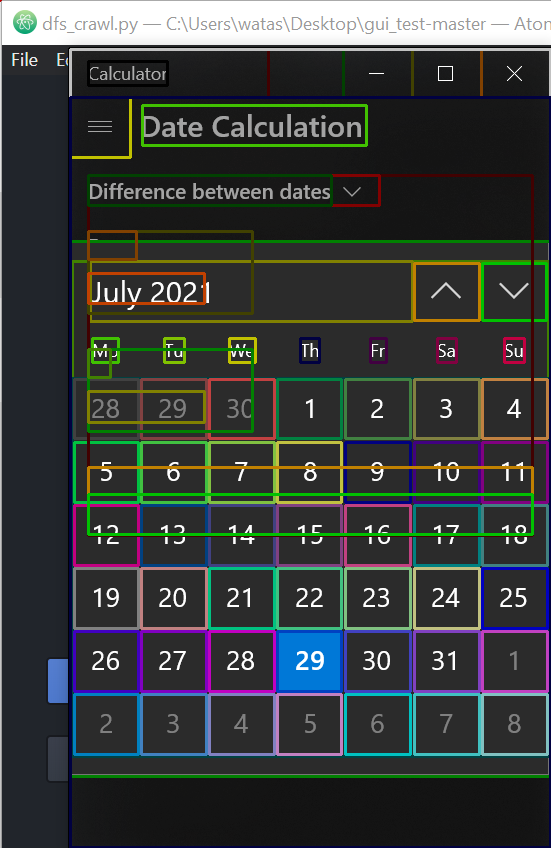 dfs_crawl.py — C:\Users\watas\Desktop\gui_test-master — Atom
File
Calculator
Date Calculation
Difference between dates
July 2021
Mo Tu We Th Fr Sa Su
28 29 30 1 2 3 4
5 6 7 8 9 10 11
12 13 14 15 16 17 18
19 20 21 22 23 24 25
26 27 28 29 30 31 1
2 3 4 5 6 7 8